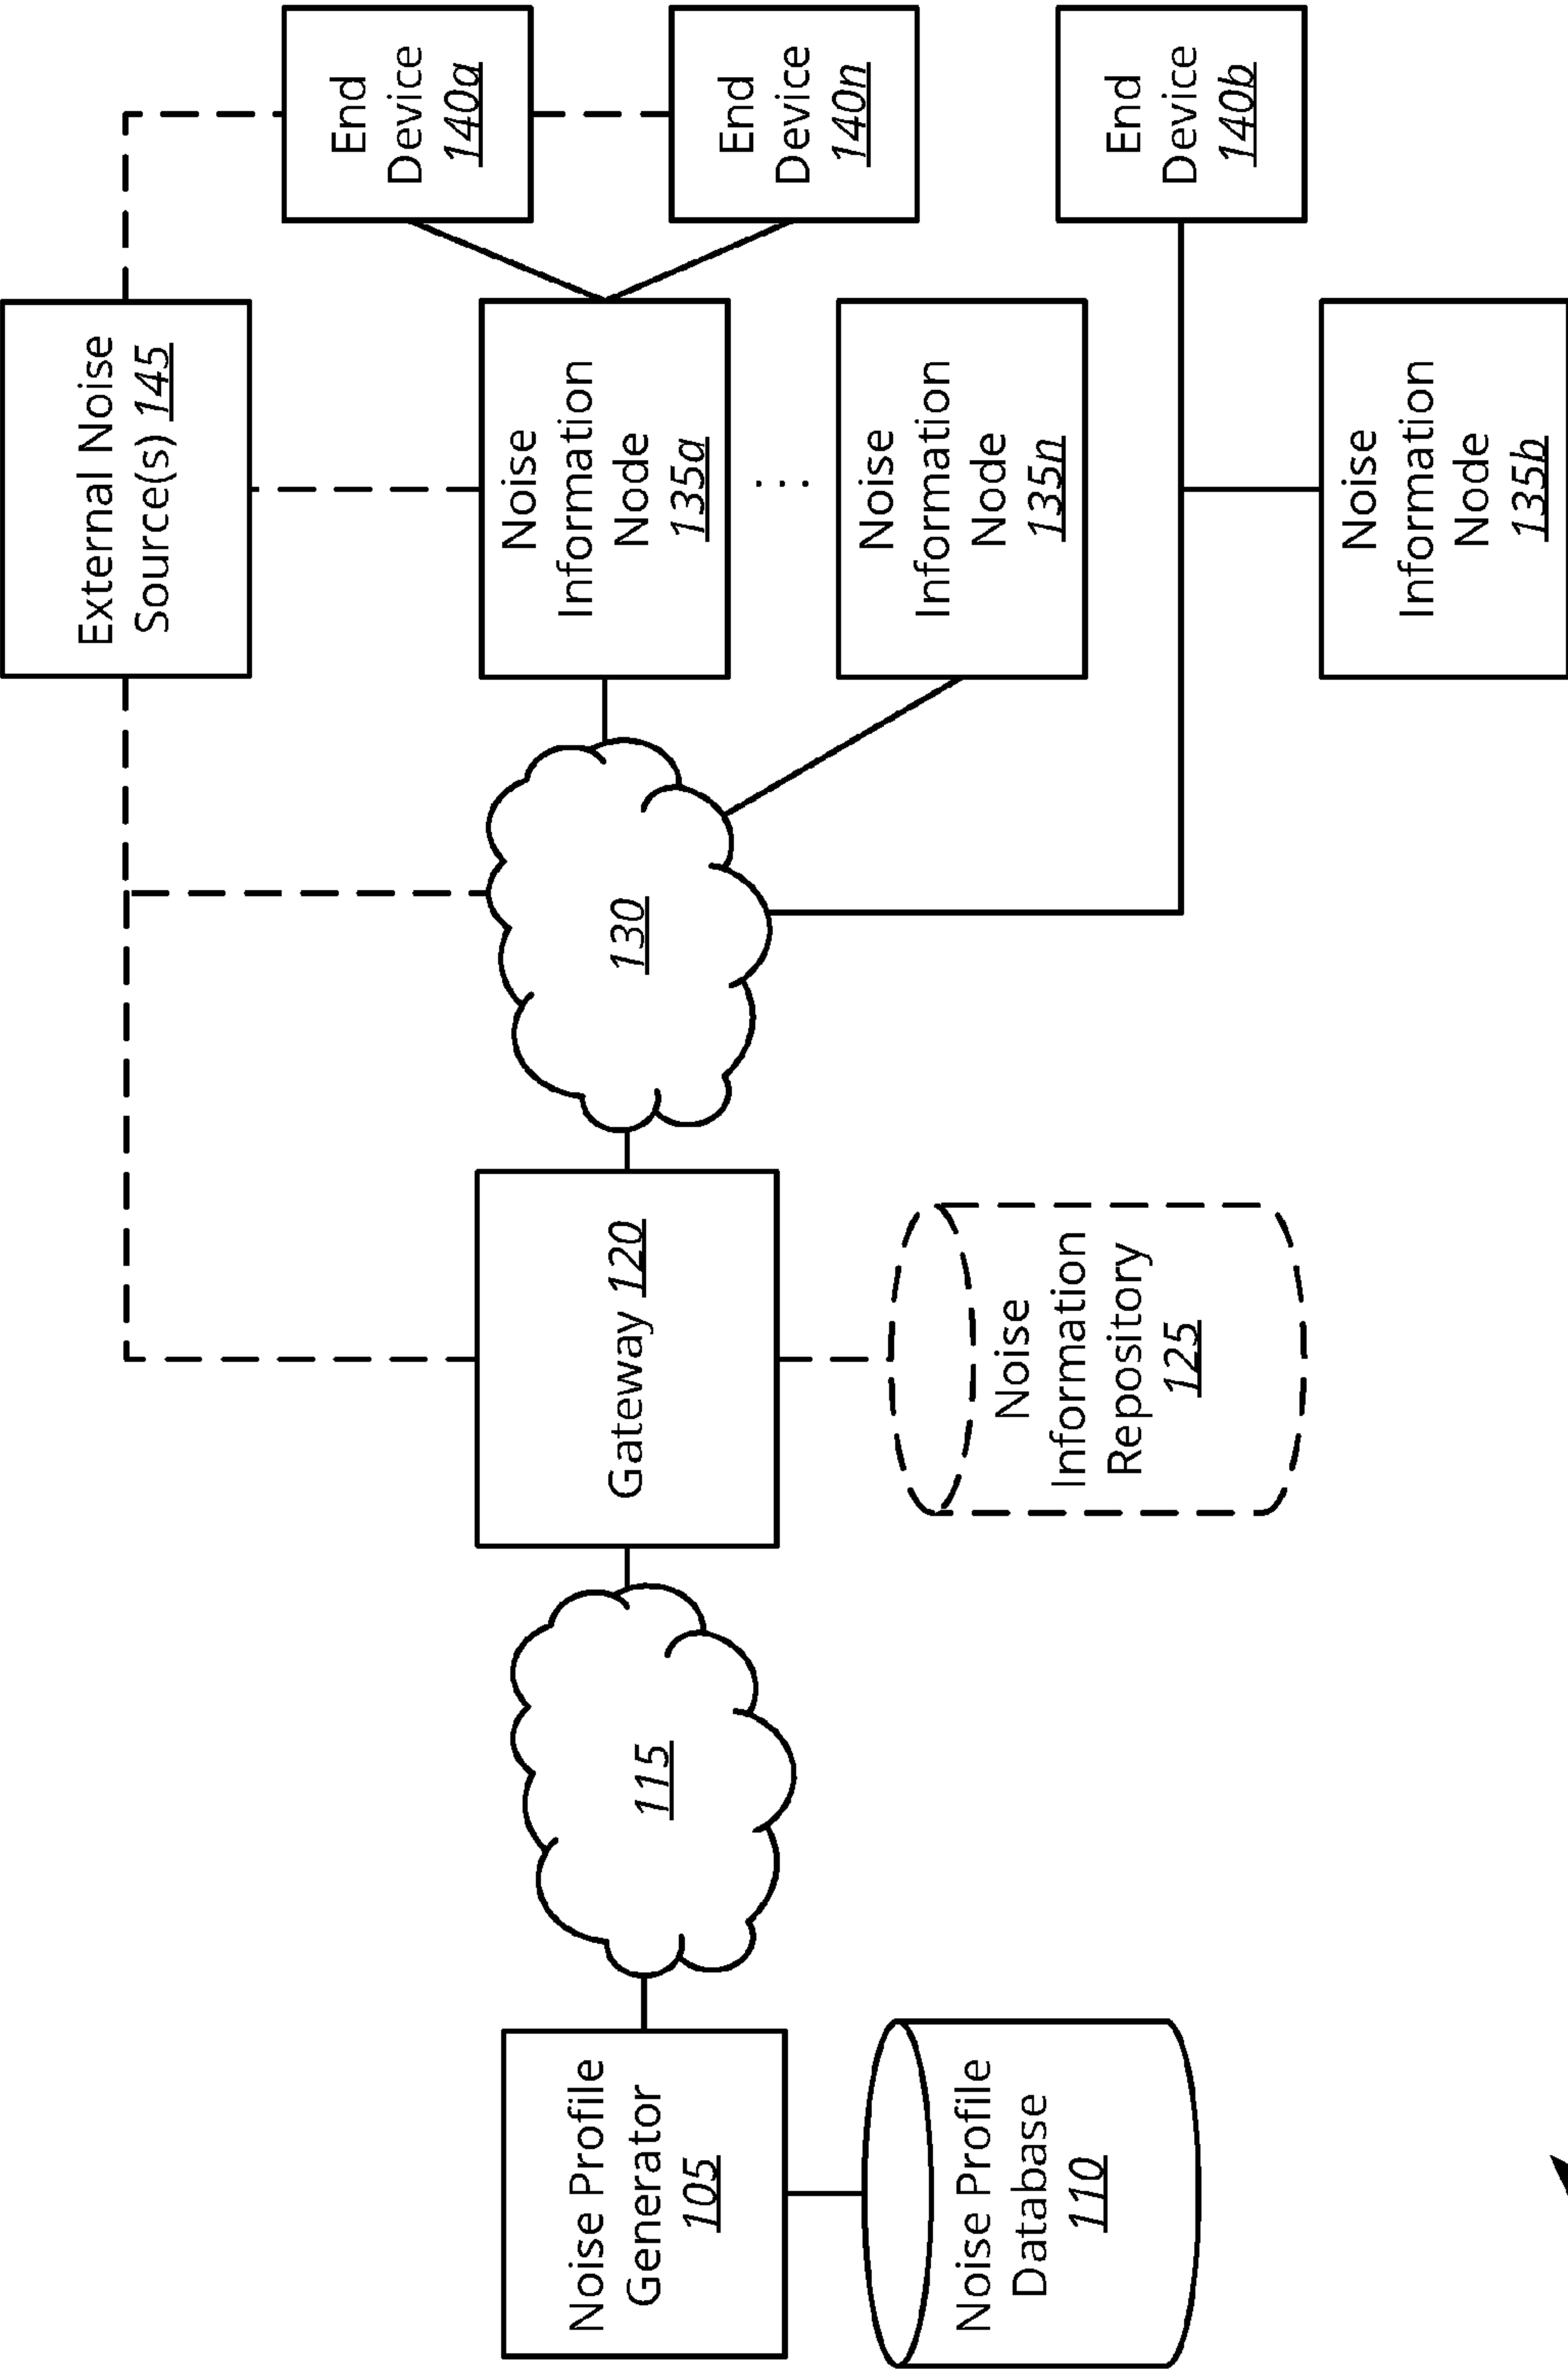 Noise Profile
Generator
105
Noise Profile
Database
110
115
Gateway 120
Noise
Information
Repository
125
130
External Noise
Source(s) 145
Noise
Information
Node
135a
...
Noise
Information
Node
135n
Noise
Information
Node
135b
End
Device
140a
End
Device
140n
End
Device
140b